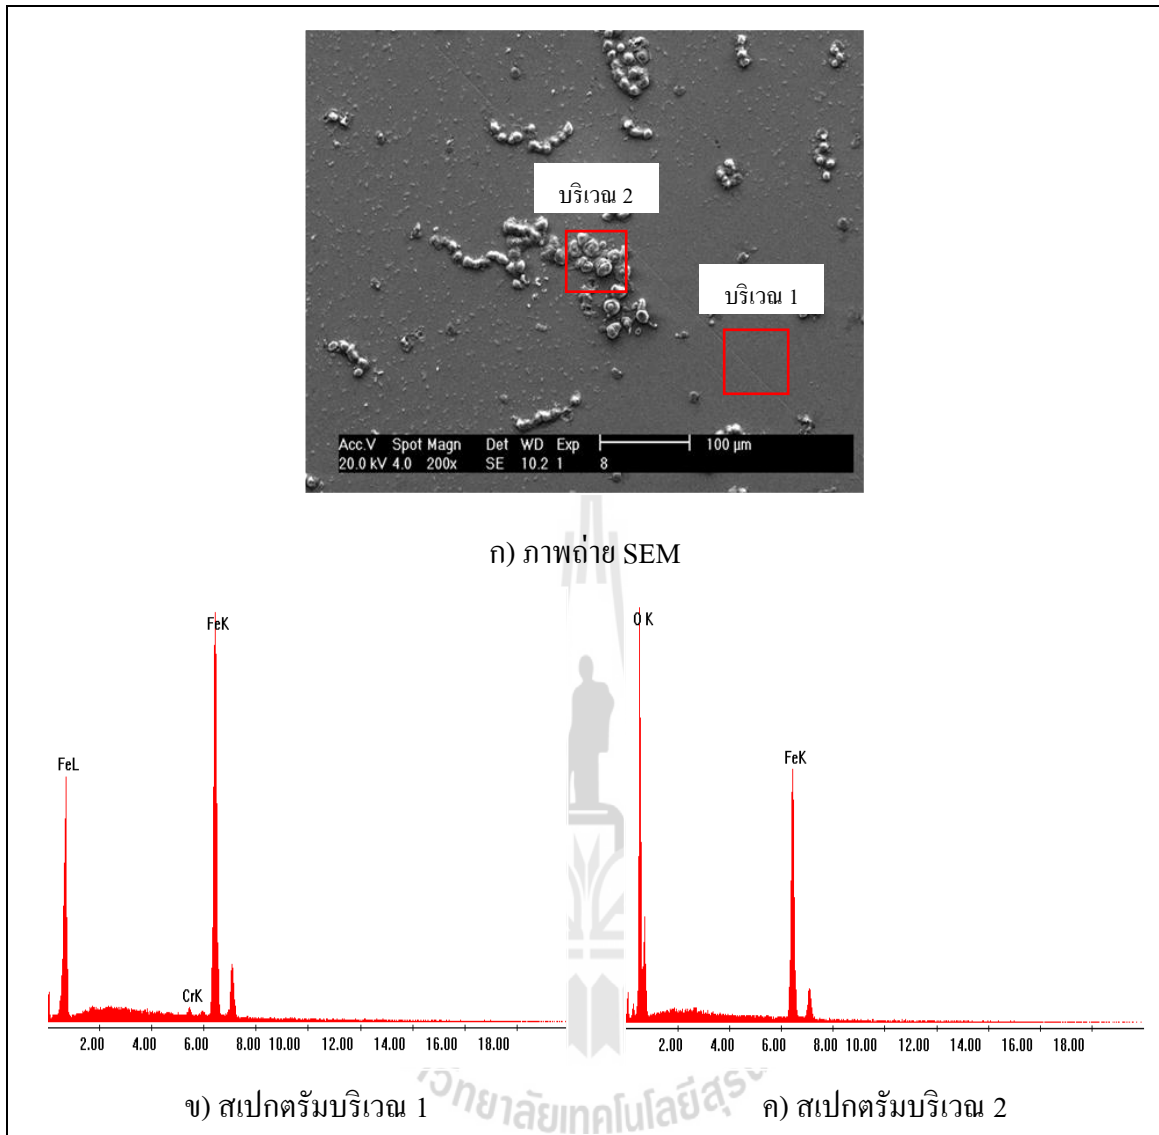 บริเวณ 2
บริเวณ 1
Acc.V Spot Magn Det WD Exp 100 µm
20.0 kV 4.0 200x SE 10.2 1 8
ก) ภาพถ่าย SEM
FeK
FeL
CrK
2.00 4.00 6.00 8.00 10.00 12.00 14.00 16.00 18.00
ข) สเปกตรัมบริเวณ 1
O K
FeK
2.00 4.00 6.00 8.00 10.00 12.00 14.00 16.00 18.00
ค) สเปกตรัมบริเวณ 2